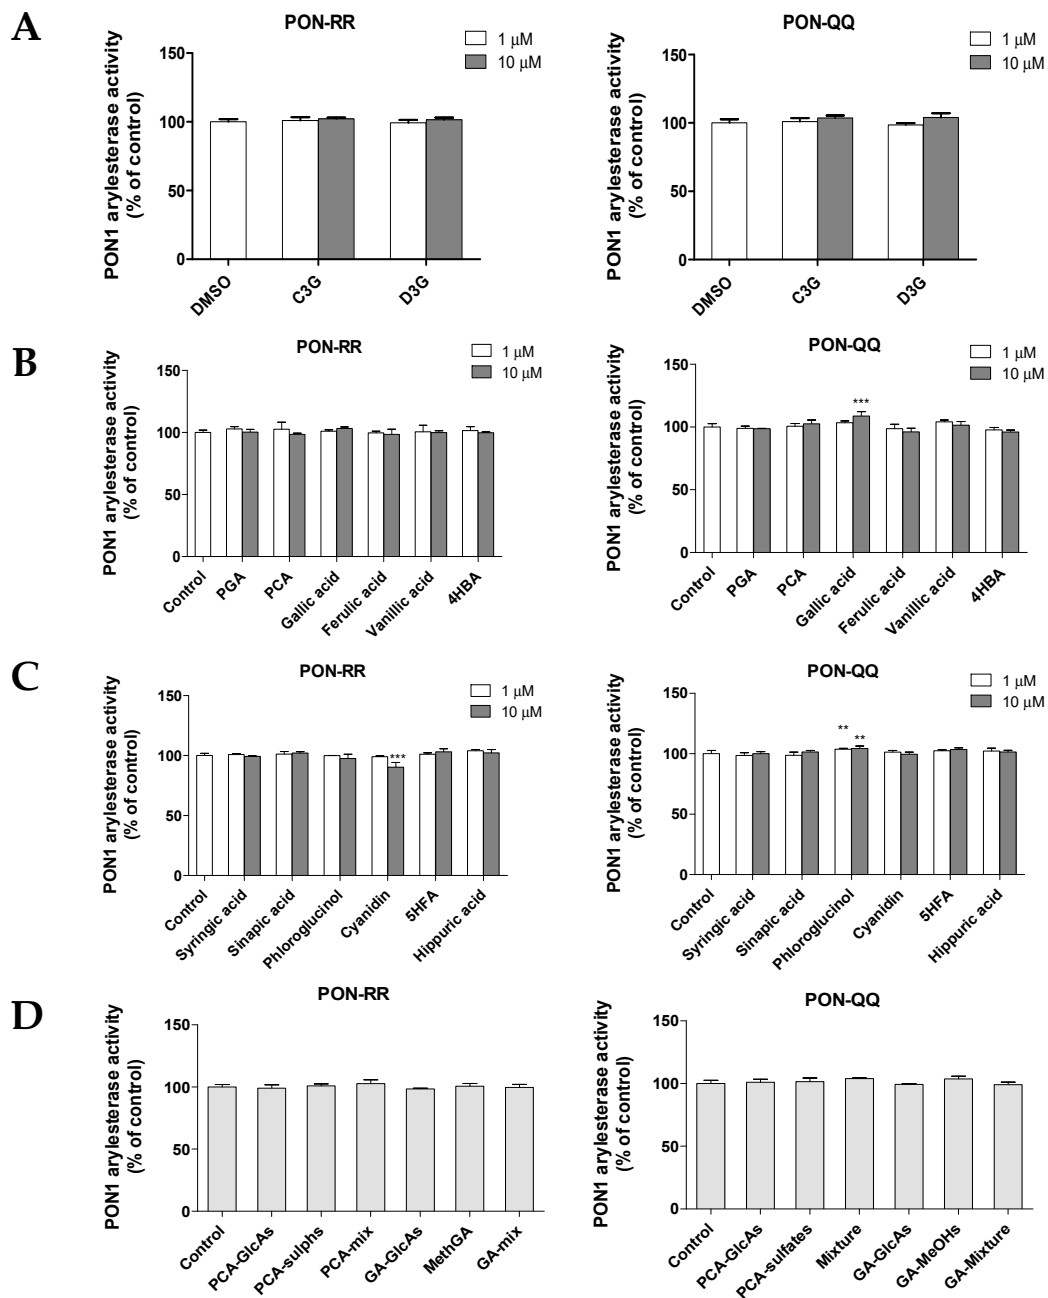 A
PON-RR
1 μM
10 μM
PON1 arylesterase activity
(% of control)
150
100
50
0
DMSO
C3G
D3G
PON-QQ
1 μM
10 μM
PON1 arylesterase activity
(% of control)
150
100
50
0
DMSO
C3G
D3G
B
PON-RR
1 μM
10 μM
PON1 arylesterase activity
(% of control)
150
100
50
0
Control
PGA
PCA
Gallic acid
Ferulic acid
Vanillic acid
4HBA
PON-QQ
1 μM
10 μM
PON1 arylesterase activity
(% of control)
150
100
50
0
***
Control
PGA
PCA
Gallic acid
Ferulic acid
Vanillic acid
4HBA
C
PON-RR
1 μM
10 μM
PON1 arylesterase activity
(% of control)
150
100
50
0
***
Control
Syringic acid
Sinapic acid
Phloroglucinol
Cyanidin
5HFA
Hippuric acid
PON-QQ
1 μM
10 μM
PON1 arylesterase activity
(% of control)
150
100
50
0
**
**
Control
Syringic acid
Sinapic acid
Phloroglucinol
Cyanidin
5HFA
Hippuric acid
D
PON-RR
PON1 arylesterase activity
(% of control)
150
100
50
0
Control
PCA-GlcAs
PCA-sulphs
PCA-mix
GA-GlcAs
MethGA
GA-mix
PON-QQ
PON1 arylesterase activity
(% of control)
150
100
50
0
Control
PCA-GlcAs
PCA-sulfates
Mixture
GA-GlcAs
GA-MeOHs
GA-Mixture